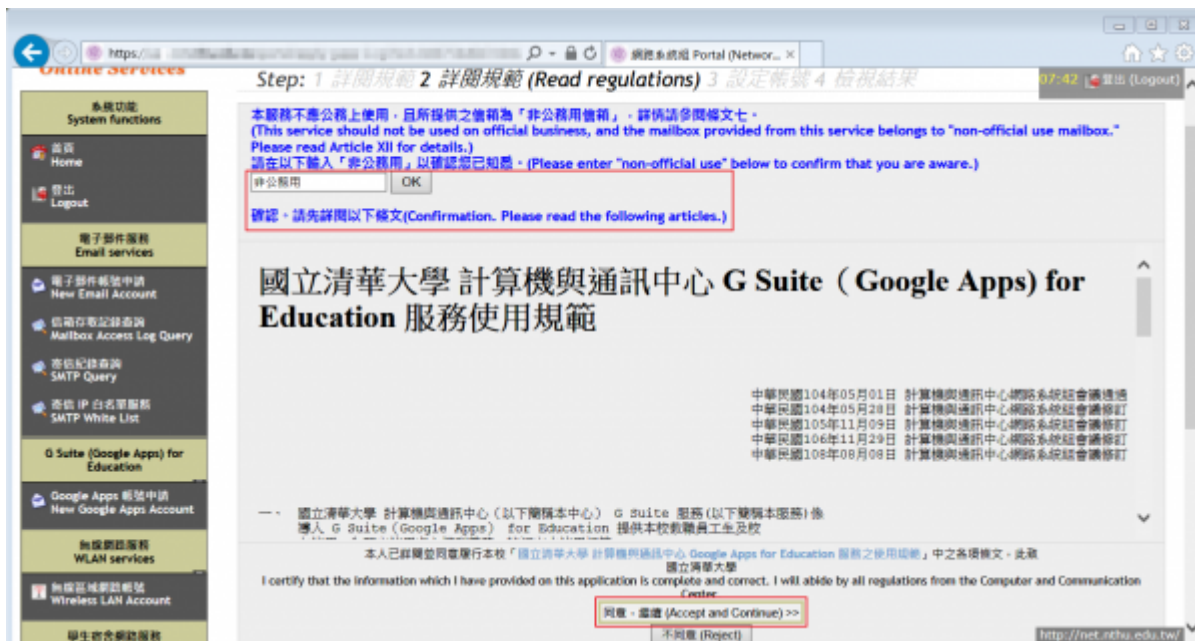 https:/
網路系統組 Portal (Networ...
Online Services
Step: 1 詳閱規範 2 詳閱規範 (Read regulations) 3 設定帳號 4 檢視結果
07:42 登出 (Logout)
系統功能
System functions
首頁
Home
登出
Logout
電子郵件服務
Email services
電子郵件帳號申請
New Email Account
信箱存取記錄查詢
Mailbox Access Log Query
寄信紀錄查詢
SMTP Query
寄信 IP 白名單服務
SMTP White List
G Suite (Google Apps) for
Education
Google Apps 帳號申請
New Google Apps Account
無線網路服務
WLAN services
無線區域網路帳號
Wireless LAN Account
學生宿舍網路服務
本服務不應公務上使用，且所提供之信箱為「非公務用信箱」，詳情請參閱條文七。
(This service should not be used on official business, and the mailbox provided from this service belongs to "non-official use mailbox."
Please read Article XII for details.)
請在以下輸入「非公務用」以確認您已知悉。(Please enter "non-official use" below to confirm that you are aware.)
非公務用 OK
確認。請先詳閱以下條文(Confirmation. Please read the following articles.)
國立清華大學 計算機與通訊中心 G Suite（Google Apps) for
Education 服務使用規範
中華民國104年05月01日 計算機與通訊中心網路系統組會議通過
中華民國104年05月28日 計算機與通訊中心網路系統組會議修訂
中華民國105年11月09日 計算機與通訊中心網路系統組會議修訂
中華民國106年11月29日 計算機與通訊中心網路系統組會議修訂
中華民國108年08月08日 計算機與通訊中心網路系統組會議修訂
一、 國立清華大學 計算機與通訊中心（以下簡稱本中心） G Suite 服務(以下簡稱本服務)係
導入 G Suite（Google Apps） for Education 提供本校教職員工生及校
本人已詳閱並同意履行本校「國立清華大學 計算機與通訊中心 Google Apps for Education 服務之使用規範」中之各項條文，此致
國立清華大學
I certify that the information which I have provided on this application is complete and correct. I will abide by all regulations from the Computer and Communication
Center
同意，繼續 (Accept and Continue) >>
不同意 (Reject)
http://net.nthu.edu.tw/